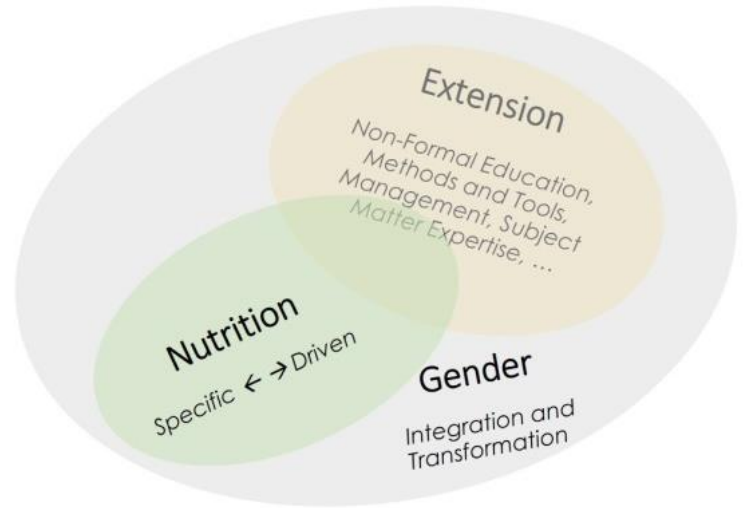 Extension
Non-Formal Education,
Methods and Tools,
Management, Subject
Matter Expertise, ...
Nutrition
Specific ← → Driven
Gender
Integration and
Transformation